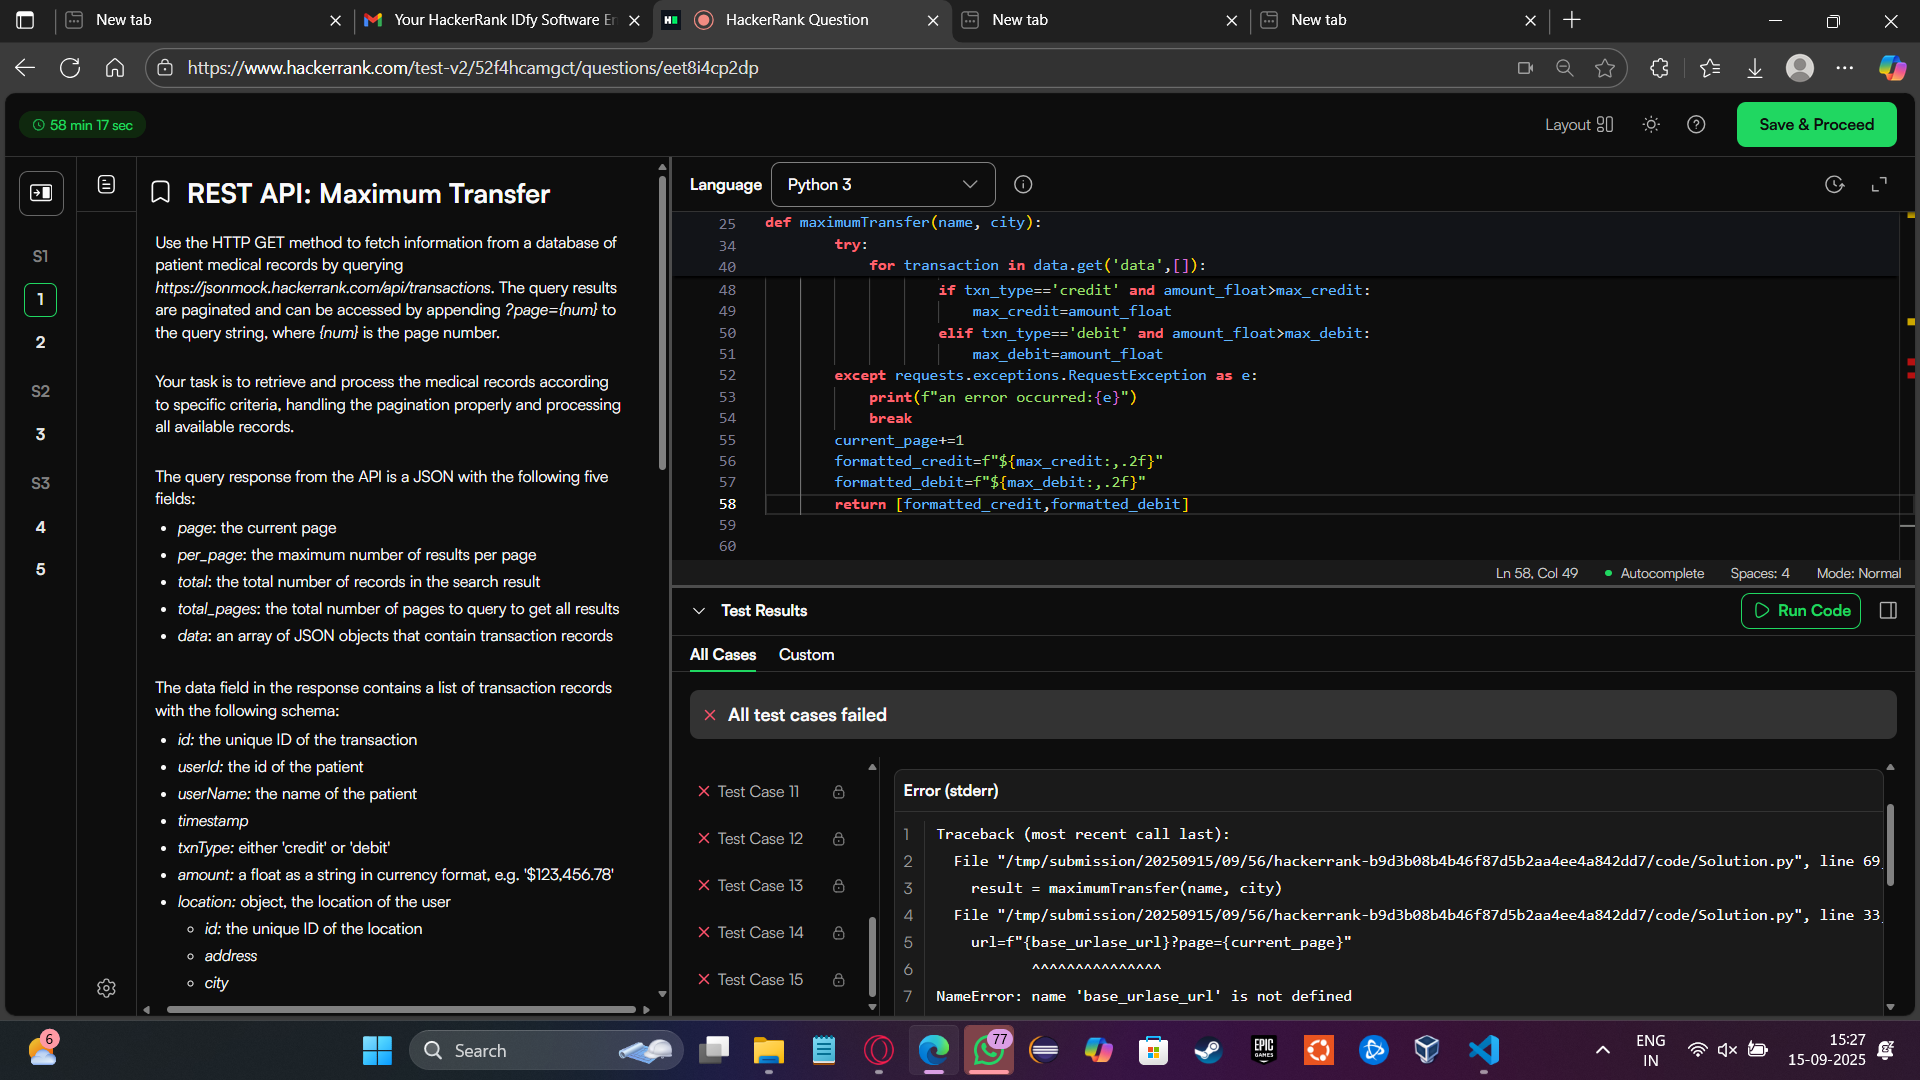 New tab
Your HackerRank IDfy Software En
HackerRank Question
New tab
New tab
https://www.hackerrank.com/test-v2/52f4hcamgct/questions/eet8i4cp2dp
58 min 17 sec
Layout
Save & Proceed
S1
1
2
S2
3
S3
4
5
REST API: Maximum Transfer
Use the HTTP GET method to fetch information from a database of
patient medical records by querying
https://jsonmock.hackerrank.com/api/transactions. The query results
are paginated and can be accessed by appending ?page={num} to
the query string, where {num} is the page number.
Your task is to retrieve and process the medical records according
to specific criteria, handling the pagination properly and processing
all available records.
The query response from the API is a JSON with the following five
fields:
• page: the current page
• per_page: the maximum number of results per page
• total: the total number of records in the search result
• total_pages: the total number of pages to query to get all results
• data: an array of JSON objects that contain transaction records
The data field in the response contains a list of transaction records
with the following schema:
• id: the unique ID of the transaction
• userId: the id of the patient
• userName: the name of the patient
• timestamp
• txnType: either 'credit' or 'debit'
• amount: a float as a string in currency format, e.g. '$123,456.78'
• location: object, the location of the user
◦ id: the unique ID of the location
◦ address
◦ city
Language
Python 3
25 def maximumTransfer(name, city):
34 try:
40 for transaction in data.get('data',[]):
48 if txn_type=='credit' and amount_float>max_credit:
49 max_credit=amount_float
50 elif txn_type=='debit' and amount_float>max_debit:
51 max_debit=amount_float
52 except requests.exceptions.RequestException as e:
53 print(f"an error occurred:{e}")
54 break
55 current_page+=1
56 formatted_credit=f"${max_credit:,.2f}"
57 formatted_debit=f"${max_debit:,.2f}"
58 return [formatted_credit,formatted_debit]
59
60
Ln 58, Col 49
Autocomplete
Spaces: 4
Mode: Normal
Test Results
Run Code
All Cases
Custom
All test cases failed
Test Case 11
Test Case 12
Test Case 13
Test Case 14
Test Case 15
Error (stderr)
1 Traceback (most recent call last):
2 File "/tmp/submission/20250915/09/56/hackerrank-b9d3b08b4b46f87d5b2aa4ee4a842dd7/code/Solution.py", line 69,
3 result = maximumTransfer(name, city)
4 File "/tmp/submission/20250915/09/56/hackerrank-b9d3b08b4b46f87d5b2aa4ee4a842dd7/code/Solution.py", line 33,
5 url=f"{base_urlase_url}?page={current_page}"
6 ^^^^^^^^^^^^^^^
7 NameError: name 'base_urlase_url' is not defined
6
Search
77
EPIC
GAMES
ENG
IN
15:27
15-09-2025